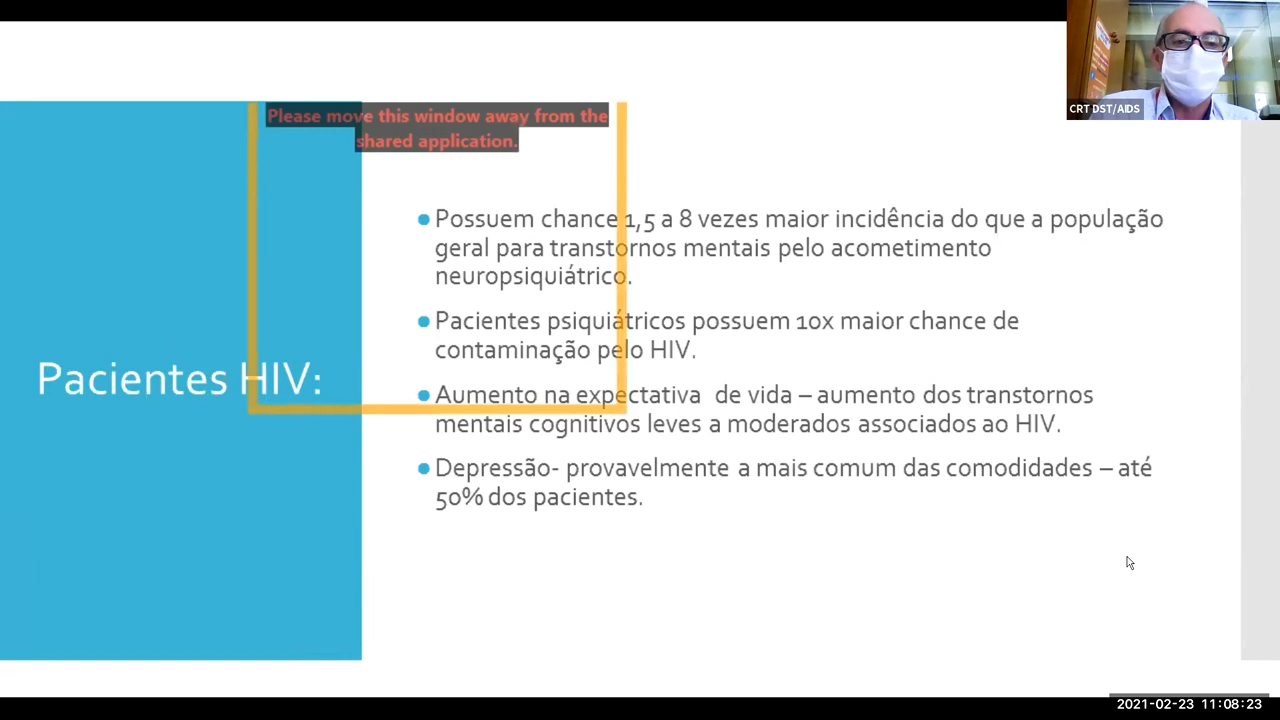 CRT DST/AIDS
Please move this window away from the
shared application.
Pacientes HIV:
Possuem chance 1,5 a 8 vezes maior incidência do que a população
geral para transtornos mentais pelo acometimento
neuropsiquiátrico.
Pacientes psiquiátricos possuem 10x maior chance de
contaminação pelo HIV.
Aumento na expectativa de vida – aumento dos transtornos
mentais cognitivos leves a moderados associados ao HIV.
Depressão- provavelmente a mais comum das comodidades – até
50% dos pacientes.
2021-02-23 11:08:23